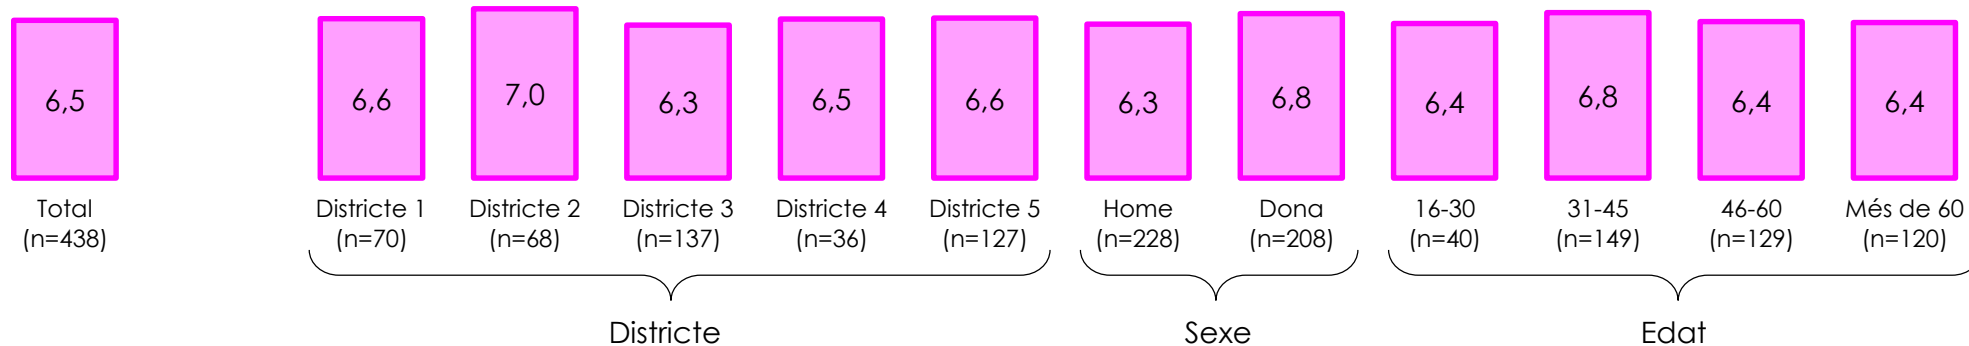 6,5
6,6
7,0
6,3
6,5
6,6
6,3
6,8
6,4
6,8
6,4
6,4
Total
(n=438)
Districte 1
(n=70)
Districte 2
(n=68)
Districte 3
(n=137)
Districte 4
(n=36)
Districte 5
(n=127)
Home
(n=228)
Dona
(n=208)
16-30
(n=40)
31-45
(n=149)
46-60
(n=129)
Més de 60
(n=120)
Districte
Sexe
Edat